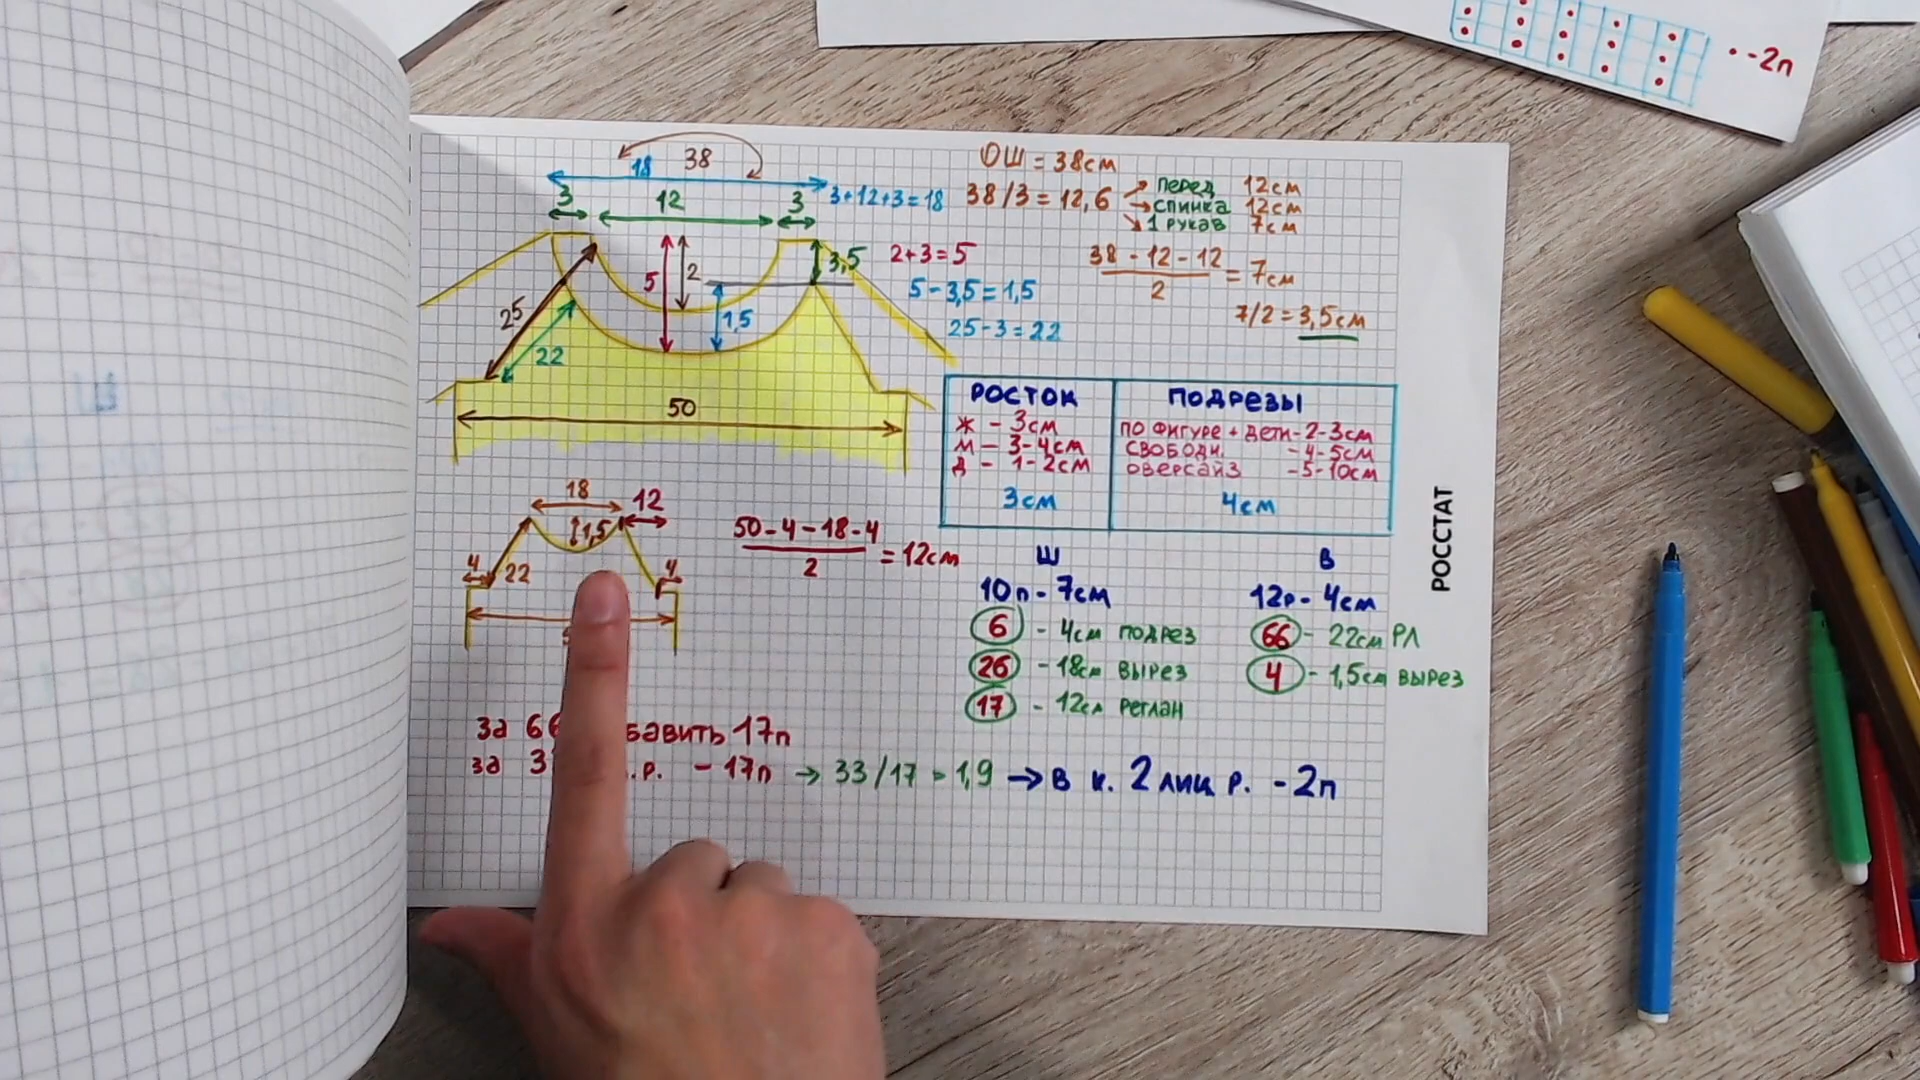 •-2п
38
18
3 12 3
3+12+3=18
5
2
3,5
2+3=5
5-3,5=1,5
1,5
25-3=22
25
22
50
ОШ = 38см
38/3 = 12,6
перед 12см
спинка 12см
1 рукав 7см
38-12-12
2
= 7см
7/2 = 3,5см
РОСТОК
Ж - 3см
М - 3-4см
Д - 1-2см
3см
ПОДРЕЗЫ
ПО ФИГУРЕ + ДЕТИ-2-3см
СВОБОДН. -4-5см
ОВЕРСАЙЗ -5-10см
4см
РОССТАТ
18
12
1,5
4
22
4
50-4-18-4
2
= 12см
Ш
10п - 7см
6 - 4см подрез
26 - 18см вырез
17 - 12см реглан
В
12р - 4см
66 - 22см РЛ
4 - 1,5см вырез
за 66 бавить 17п
за 3 .р. - 17п → 33/17 = 1,9 → в к. 2 лиц р. - 2п